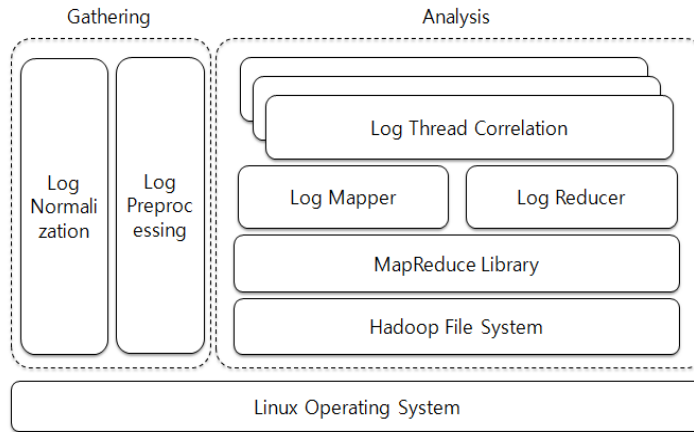 Gathering
Analysis
Log
Normali
zation
Log
Preproc
essing
Log Thread Correlation
Log Mapper
Log Reducer
MapReduce Library
Hadoop File System
Linux Operating System